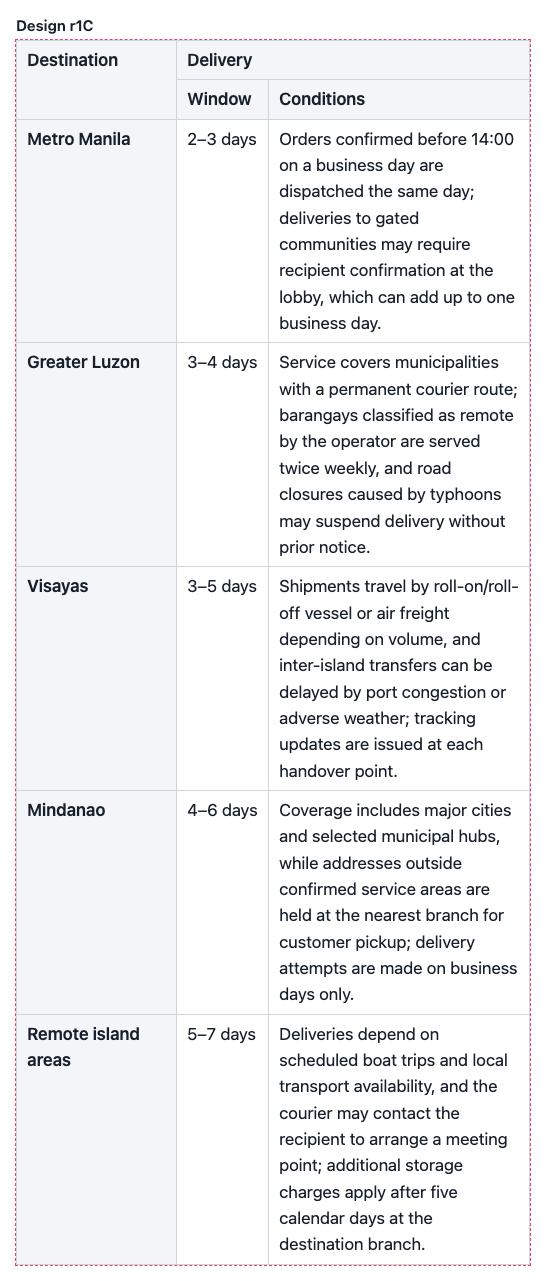 Design r1C
Destination
Delivery
Window
Conditions
Metro Manila
2–3 days
Orders confirmed before 14:00
on a business day are
dispatched the same day;
deliveries to gated
communities may require
recipient confirmation at the
lobby, which can add up to one
business day.
Greater Luzon
3–4 days
Service covers municipalities
with a permanent courier route;
barangays classified as remote
by the operator are served
twice weekly, and road
closures caused by typhoons
may suspend delivery without
prior notice.
Visayas
3–5 days
Shipments travel by roll-on/roll-
off vessel or air freight
depending on volume, and
inter-island transfers can be
delayed by port congestion or
adverse weather; tracking
updates are issued at each
handover point.
Mindanao
4–6 days
Coverage includes major cities
and selected municipal hubs,
while addresses outside
confirmed service areas are
held at the nearest branch for
customer pickup; delivery
attempts are made on business
days only.
Remote island
areas
5–7 days
Deliveries depend on
scheduled boat trips and local
transport availability, and the
courier may contact the
recipient to arrange a meeting
point; additional storage
charges apply after five
calendar days at the
destination branch.